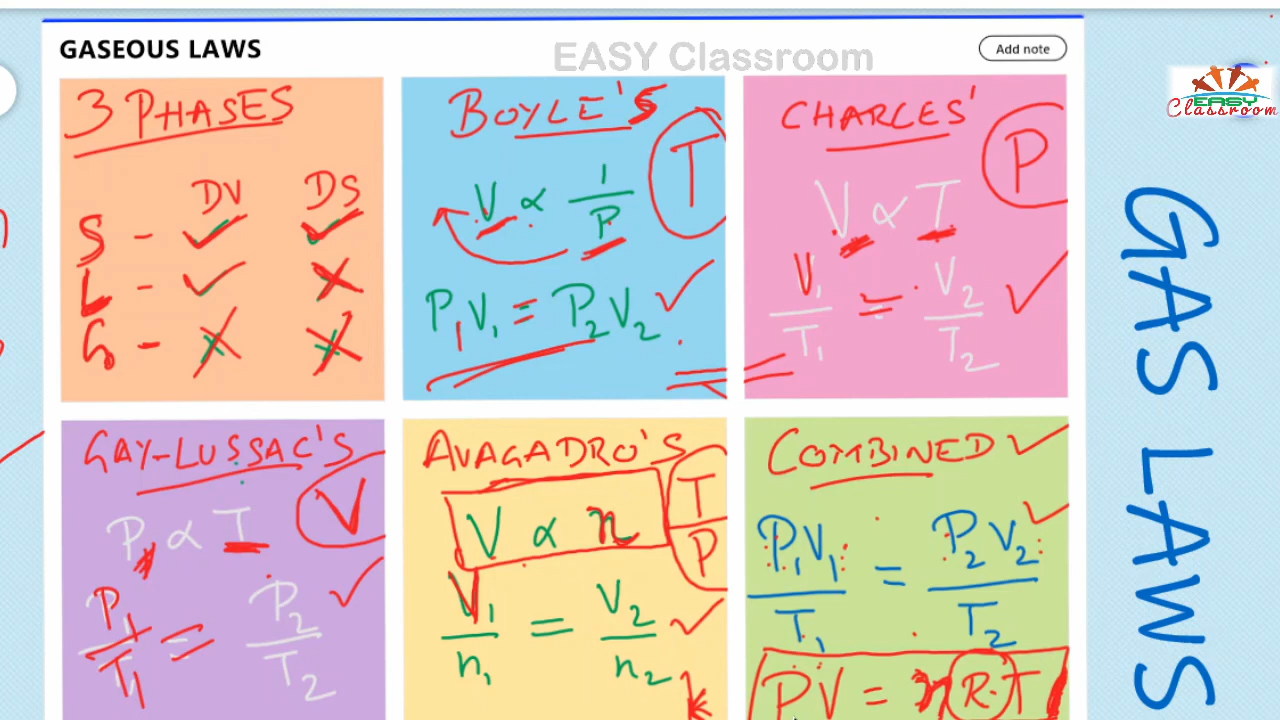 GASEOUS LAWS
EASY Classroom
Add note
EASY
Classroom
3 PHASES
DV DS
S - ✓ ✓
L - ✓ ✗
G - ✗ ✗
BOYLE'S
T
V ∝ 1/P
P₁V₁ = P₂V₂ ✓
CHARLES'
P
V ∝ T
V₁/T₁ = V₂/T₂ ✓
GAY-LUSSAC'S
V
P ∝ T
P₁/T₁ = P₂/T₂ ✓
AVAGADRO'S
T
P
V ∝ n
V₁/n₁ = V₂/n₂ ✓
COMBINED ✓
P₁V₁/T₁ = P₂V₂/T₂ ✓
PV = nR.T
GAS LAWS